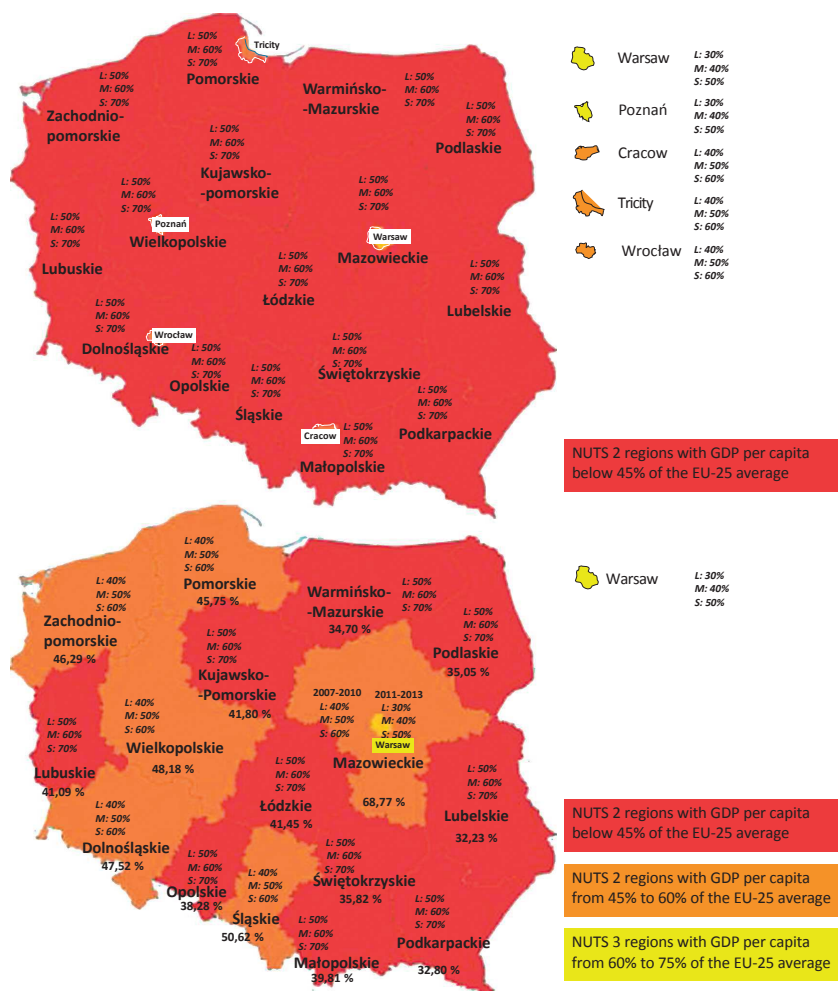 L: 50%
M: 60%
S: 70%
Pomorskie
Tricity
L: 50%
M: 60%
S: 70%
Zachodnio-
pomorskie
L: 50%
M: 60%
S: 70%
Warmińsko-
-Mazurskie
L: 50%
M: 60%
S: 70%
Podlaskie
L: 50%
M: 60%
S: 70%
Kujawsko-
-pomorskie
L: 50%
M: 60%
S: 70%
Poznań
Wielkopolskie
L: 50%
M: 60%
S: 70%
Warsaw
Mazowieckie
L: 50%
M: 60%
S: 70%
Lubuskie
L: 50%
M: 60%
S: 70%
Łódzkie
L: 50%
M: 60%
S: 70%
Lubelskie
L: 50%
M: 60%
S: 70%
Wrocław
Dolnośląskie
L: 50%
M: 60%
S: 70%
Opolskie
L: 50%
M: 60%
S: 70%
Śląskie
L: 50%
M: 60%
S: 70%
Świętokrzyskie
L: 50%
M: 60%
S: 70%
Podkarpackie
Cracow
L: 50%
M: 60%
S: 70%
Małopolskie
Warsaw
L: 30%
M: 40%
S: 50%
Poznań
L: 30%
M: 40%
S: 50%
Cracow
L: 40%
M: 50%
S: 60%
Tricity
L: 40%
M: 50%
S: 60%
Wrocław
L: 40%
M: 50%
S: 60%
NUTS 2 regions with GDP per capita
below 45% of the EU-25 average
L: 40%
M: 50%
S: 60%
Pomorskie
45,75 %
L: 40%
M: 50%
S: 60%
Zachodnio-
pomorskie
46,29 %
L: 50%
M: 60%
S: 70%
Warmińsko-
-Mazurskie
34,70 %
L: 50%
M: 60%
S: 70%
Podlaskie
35,05 %
L: 50%
M: 60%
S: 70%
Kujawsko-
-Pomorskie
41,80 %
2007-2010
L: 40%
M: 50%
S: 60%
2011-2013
L: 30%
M: 40%
S: 50%
Warsaw
Mazowieckie
68,77 %
L: 40%
M: 50%
S: 60%
Wielkopolskie
48,18 %
L: 50%
M: 60%
S: 70%
Lubuskie
41,09 %
L: 50%
M: 60%
S: 70%
Łódzkie
41,45 %
L: 50%
M: 60%
S: 70%
Lubelskie
32,23 %
L: 40%
M: 50%
S: 60%
Dolnośląskie
47,52 %
L: 50%
M: 60%
S: 70%
Opolskie
38,28 %
L: 40%
M: 50%
S: 60%
Śląskie
50,62 %
L: 50%
M: 60%
S: 70%
Świętokrzyskie
35,82 %
L: 50%
M: 60%
S: 70%
Małopolskie
39,81 %
L: 50%
M: 60%
S: 70%
Podkarpackie
32,80 %
Warsaw
L: 30%
M: 40%
S: 50%
NUTS 2 regions with GDP per capita
below 45% of the EU-25 average
NUTS 2 regions with GDP per capita
from 45% to 60% of the EU-25 average
NUTS 3 regions with GDP per capita
from 60% to 75% of the EU-25 average